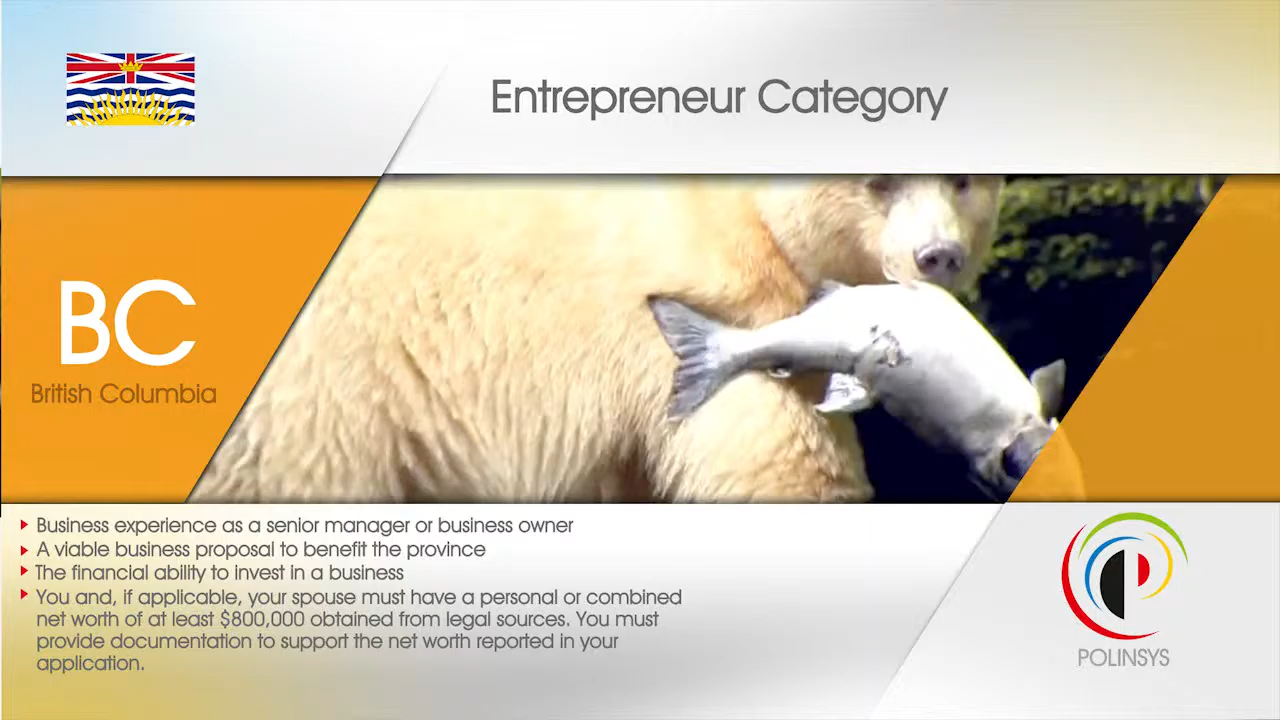 Entrepreneur Category
BC
British Columbia
Business experience as a senior manager or business owner
A viable business proposal to benefit the province
The financial ability to invest in a business
You and, if applicable, your spouse must have a personal or combined
net worth of at least $800,000 obtained from legal sources. You must
provide documentation to support the net worth reported in your
application.
POLINSYS